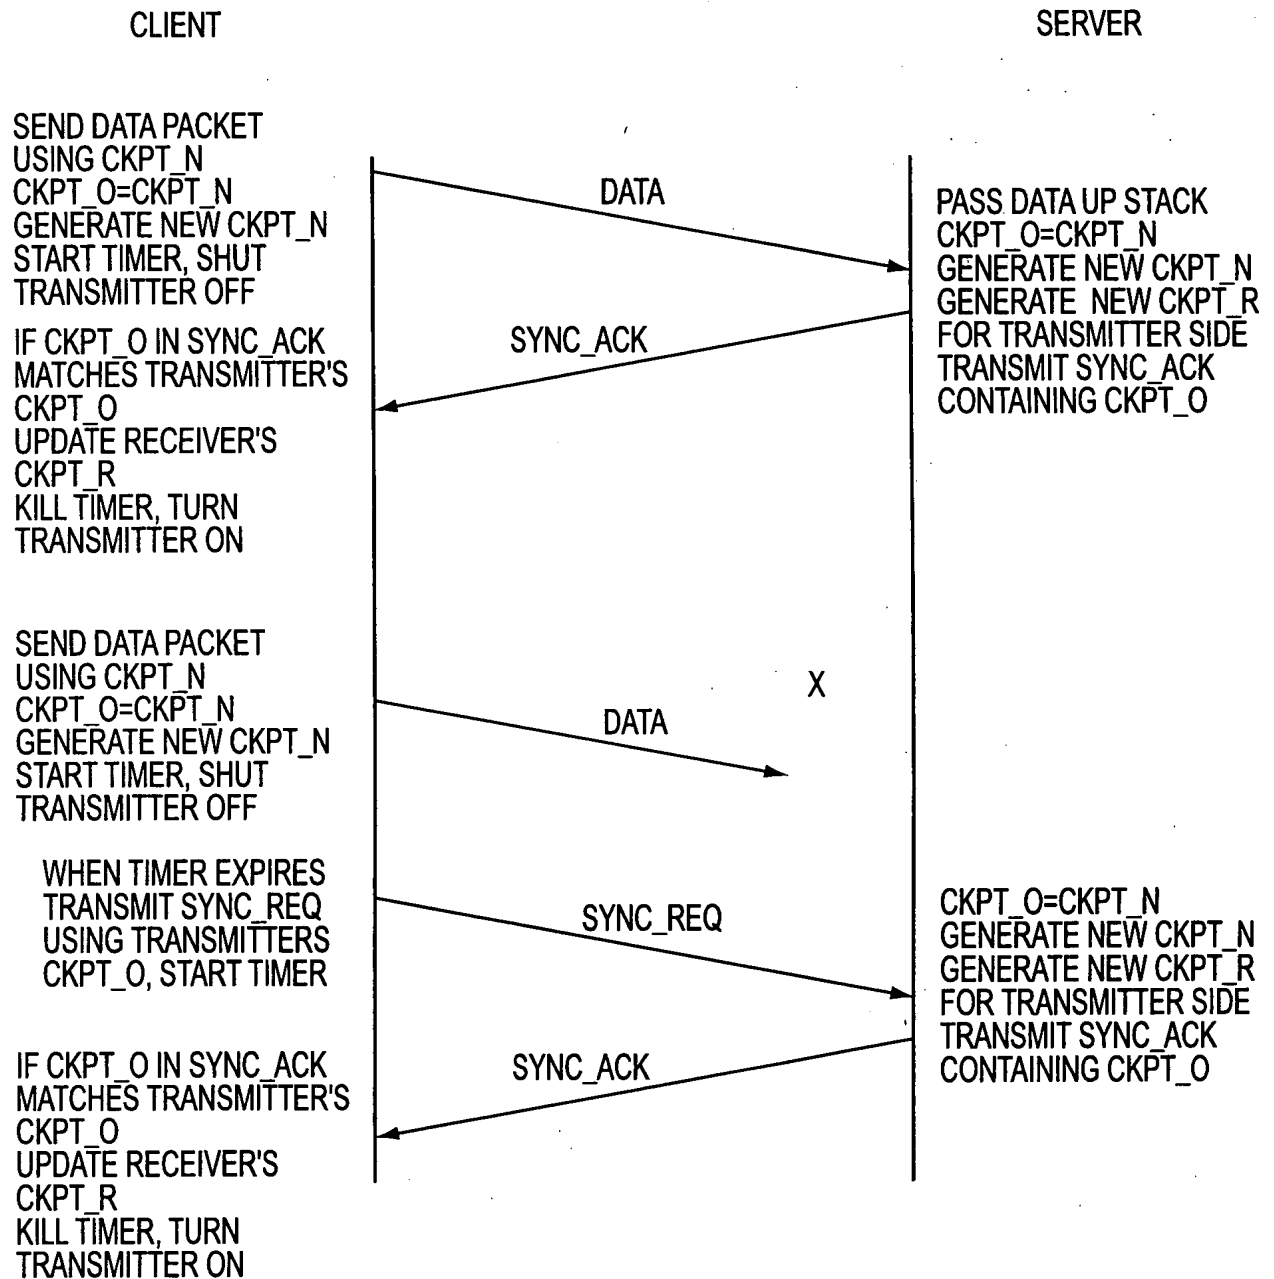 CLIENT
SERVER
SEND DATA PACKET
USING CKPT_N
CKPT_O=CKPT_N
GENERATE NEW CKPT_N
START TIMER, SHUT
TRANSMITTER OFF
DATA
PASS DATA UP STACK
CKPT_O=CKPT_N
GENERATE NEW CKPT_N
GENERATE NEW CKPT_R
FOR TRANSMITTER SIDE
TRANSMIT SYNC_ACK
CONTAINING CKPT_O
SYNC_ACK
IF CKPT_O IN SYNC_ACK
MATCHES TRANSMITTER'S
CKPT_O
UPDATE RECEIVER'S
CKPT_R
KILL TIMER, TURN
TRANSMITTER ON
SEND DATA PACKET
USING CKPT_N
CKPT_O=CKPT_N
GENERATE NEW CKPT_N
START TIMER, SHUT
TRANSMITTER OFF
DATA
X
WHEN TIMER EXPIRES
TRANSMIT SYNC_REQ
USING TRANSMITTERS
CKPT_O, START TIMER
SYNC_REQ
CKPT_O=CKPT_N
GENERATE NEW CKPT_N
GENERATE NEW CKPT_R
FOR TRANSMITTER SIDE
TRANSMIT SYNC_ACK
CONTAINING CKPT_O
SYNC_ACK
IF CKPT_O IN SYNC_ACK
MATCHES TRANSMITTER'S
CKPT_O
UPDATE RECEIVER'S
CKPT_R
KILL TIMER, TURN
TRANSMITTER ON